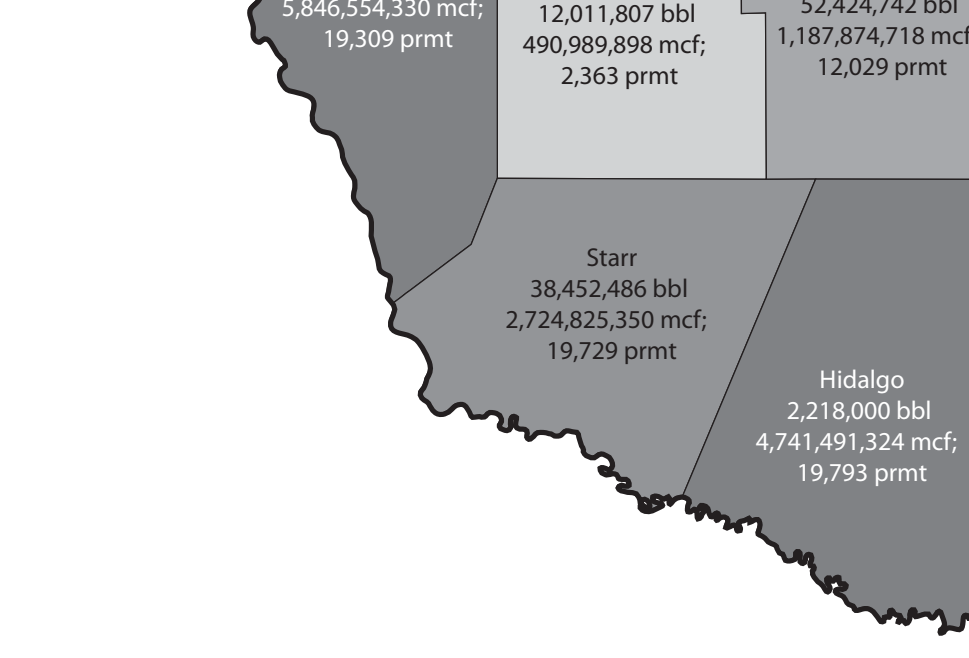 5,846,554,330 mcf;
19,309 prmt
12,011,807 bbl
490,989,898 mcf;
2,363 prmt
52,424,742 bbl
1,187,874,718 mcf
12,029 prmt
Starr
38,452,486 bbl
2,724,825,350 mcf;
19,729 prmt
Hidalgo
2,218,000 bbl
4,741,491,324 mcf;
19,793 prmt